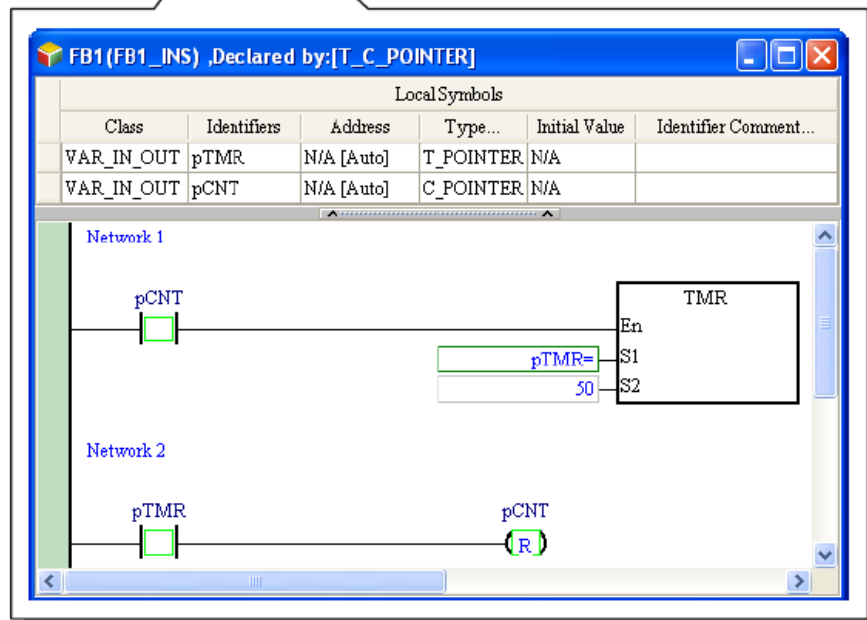 FB1(FB1_INS) ,Declared by:[T_C_POINTER]
Local Symbols
Class Identifiers Address Type... Initial Value Identifier Comment...
VAR_IN_OUT pTMR N/A [Auto] T_POINTER N/A
VAR_IN_OUT pCNT N/A [Auto] C_POINTER N/A
Network 1
pCNT
TMR
En
pTMR= S1
50 S2
Network 2
pTMR pCNT
R